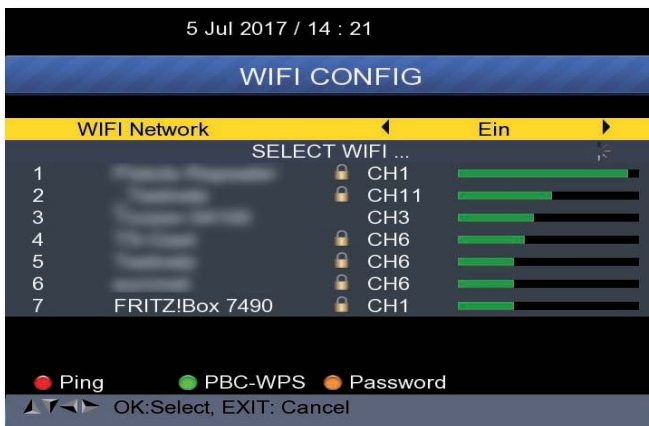 5 Jul 2017 / 14 : 21
WIFI CONFIG
WIFI Network Ein
SELECT WIFI ...
1 CH1
2 CH11
3 CH3
4 CH6
5 CH6
6 CH6
7 FRITZ!Box 7490 CH1
Ping PBC-WPS Password
OK:Select, EXIT: Cancel